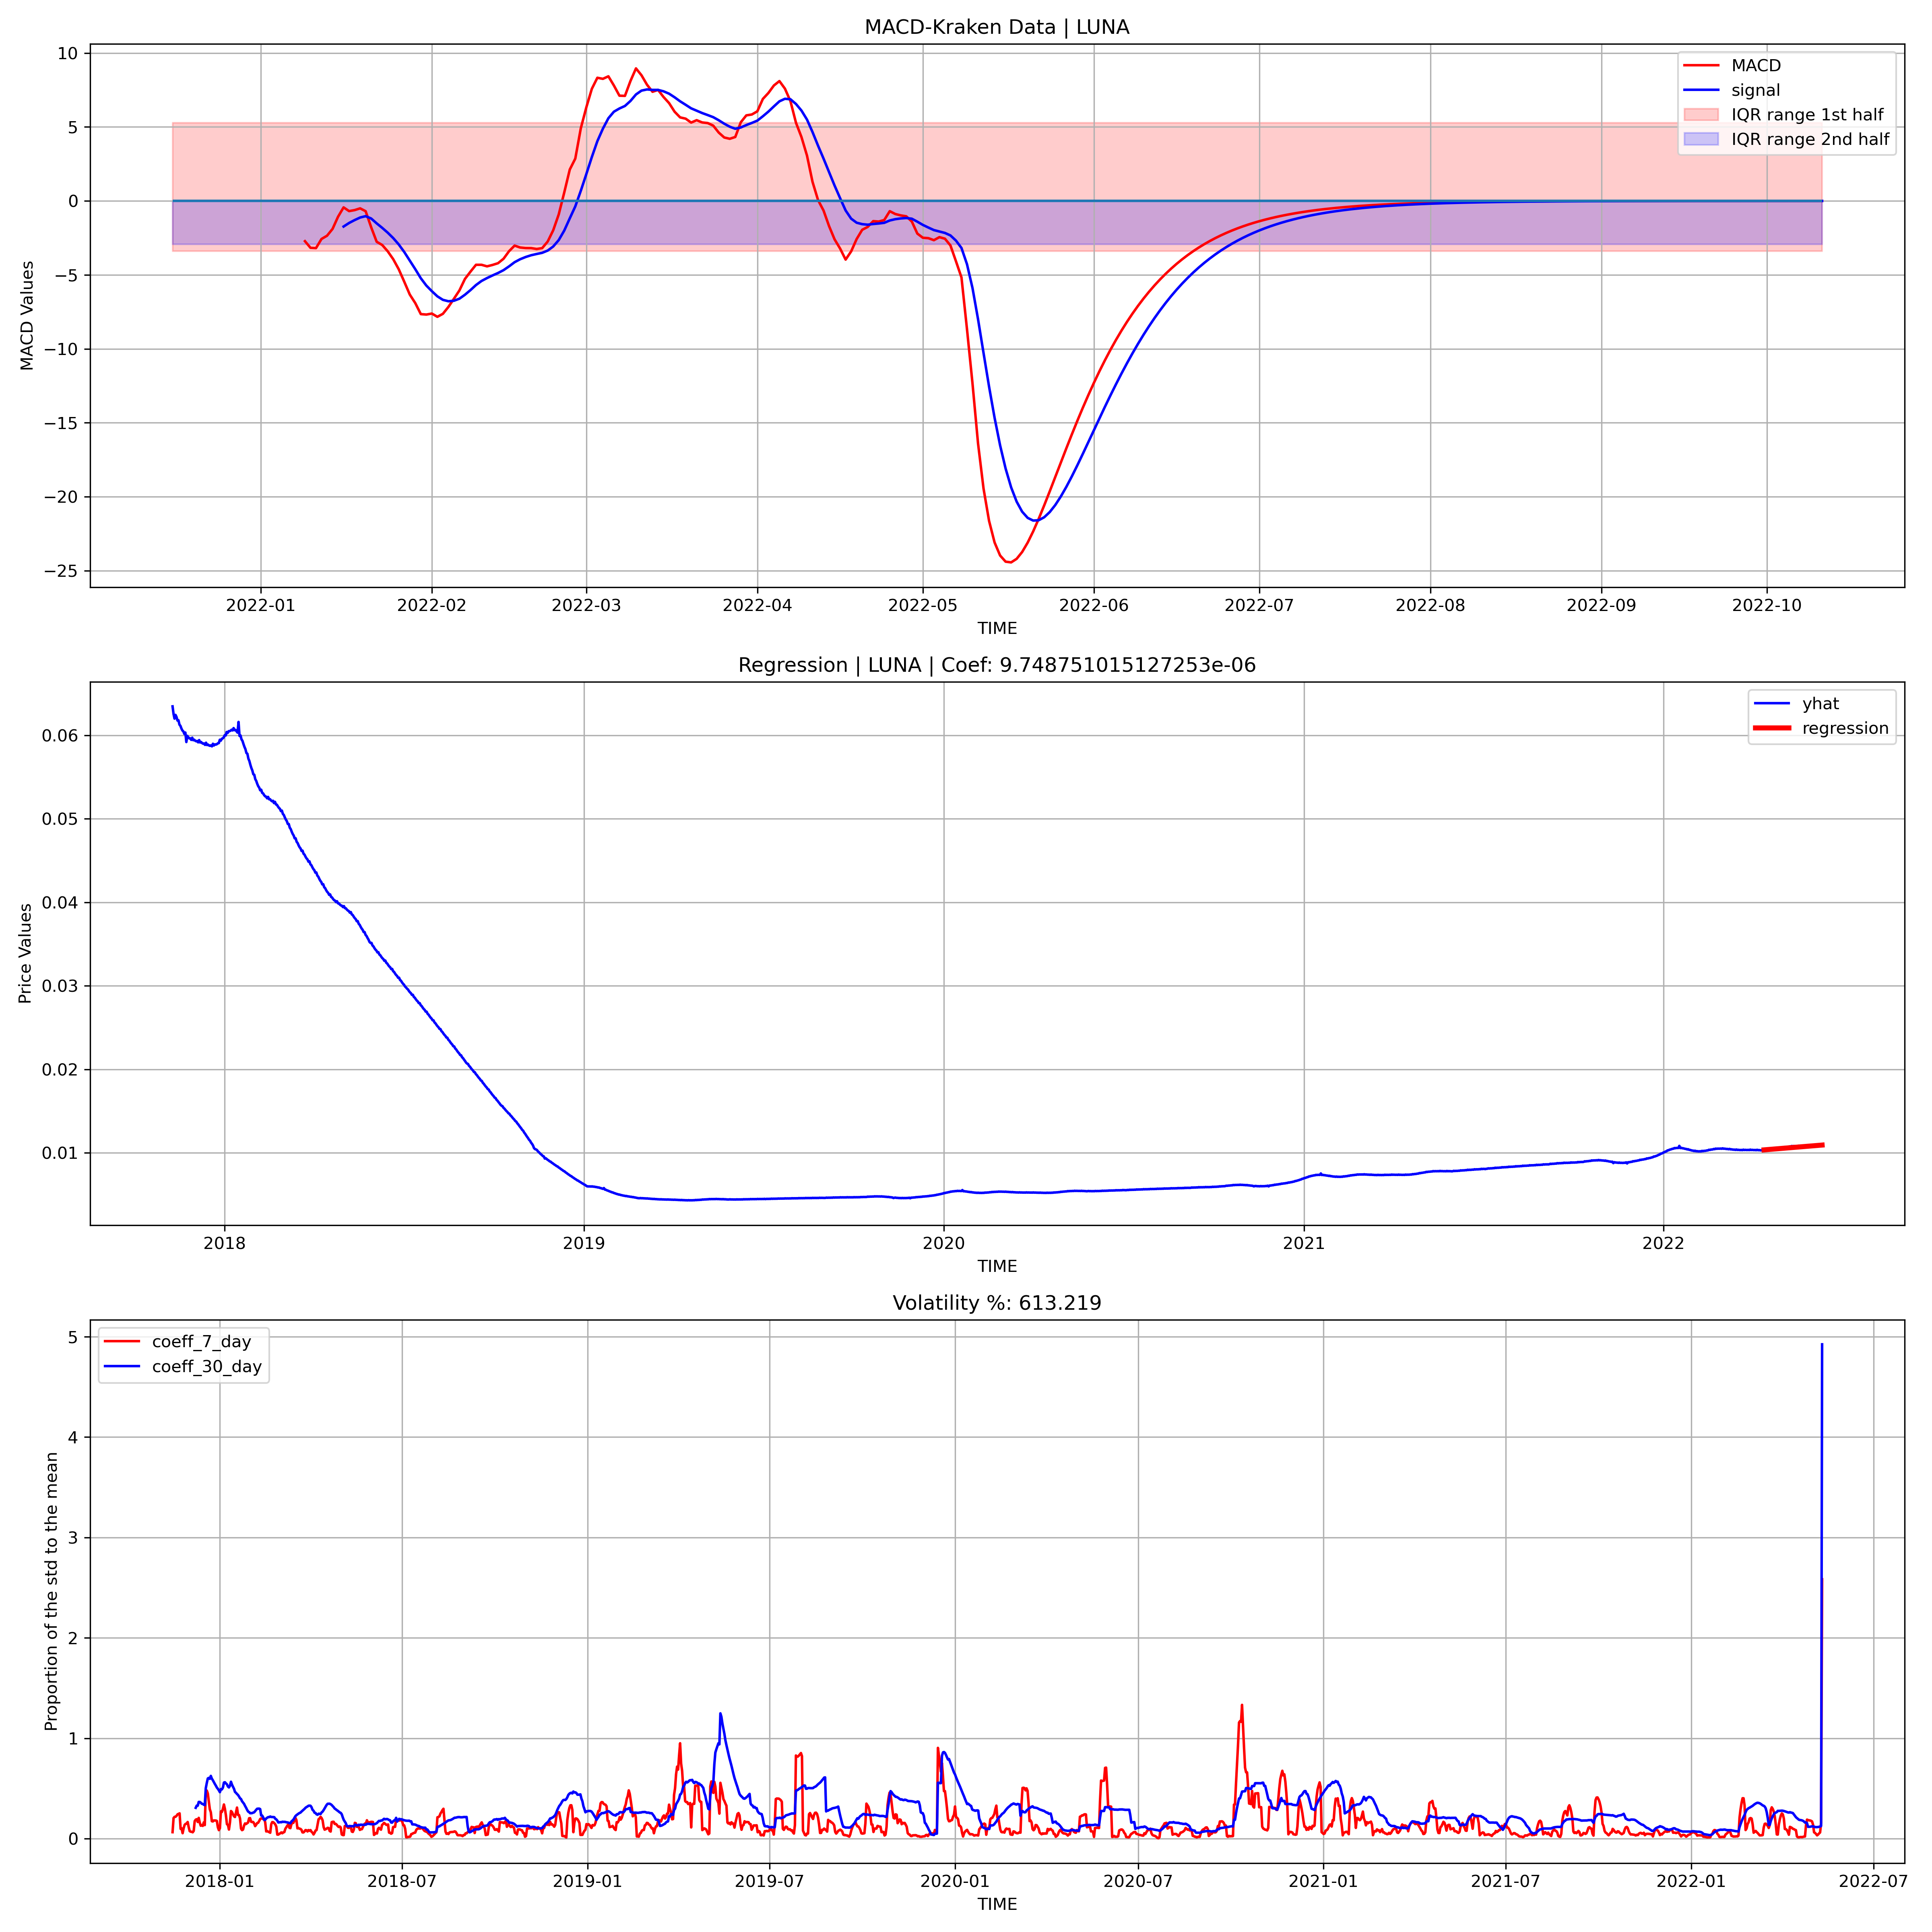 MACD-Kraken Data | LUNA
MACD
signal
IQR range 1st half
IQR range 2nd half
MACD Values
10
5
0
−5
−10
−15
−20
−25
2022-01 2022-02 2022-03 2022-04 2022-05 2022-06 2022-07 2022-08 2022-09 2022-10
TIME
Regression | LUNA | Coef: 9.748751015127253e-06
yhat
regression
Price Values
0.06
0.05
0.04
0.03
0.02
0.01
2018 2019 2020 2021 2022
TIME
Volatility %: 613.219
coeff_7_day
coeff_30_day
Proportion of the std to the mean
5
4
3
2
1
0
2018-01 2018-07 2019-01 2019-07 2020-01 2020-07 2021-01 2021-07 2022-01 2022-07
TIME